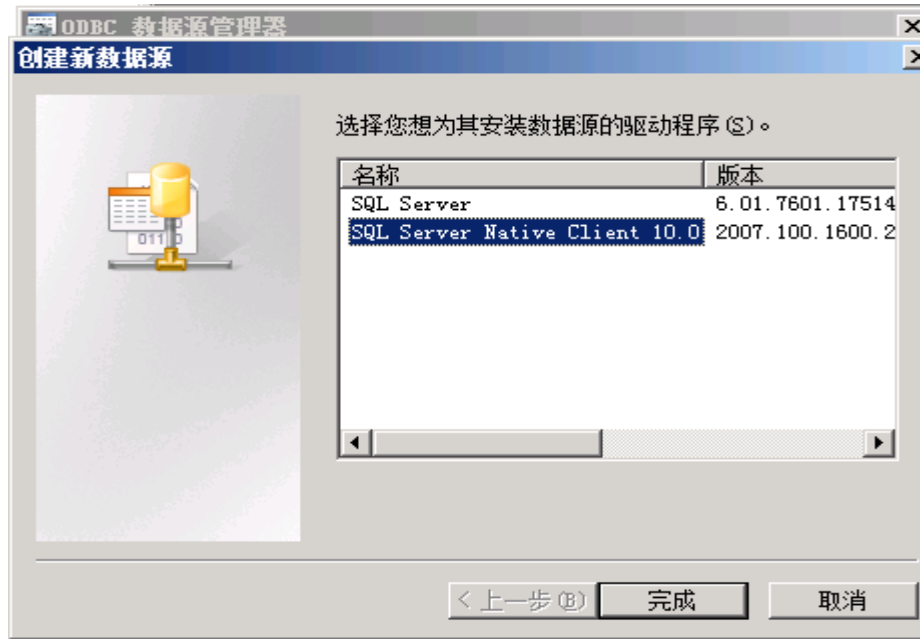 ODBC 数据源管理器
创建新数据源
选择您想为其安装数据源的驱动程序(S)。
名称 版本
SQL Server 6.01.7601.17514
SQL Server Native Client 10.0 2007.100.1600.2
< 上一步(B) 完成 取消